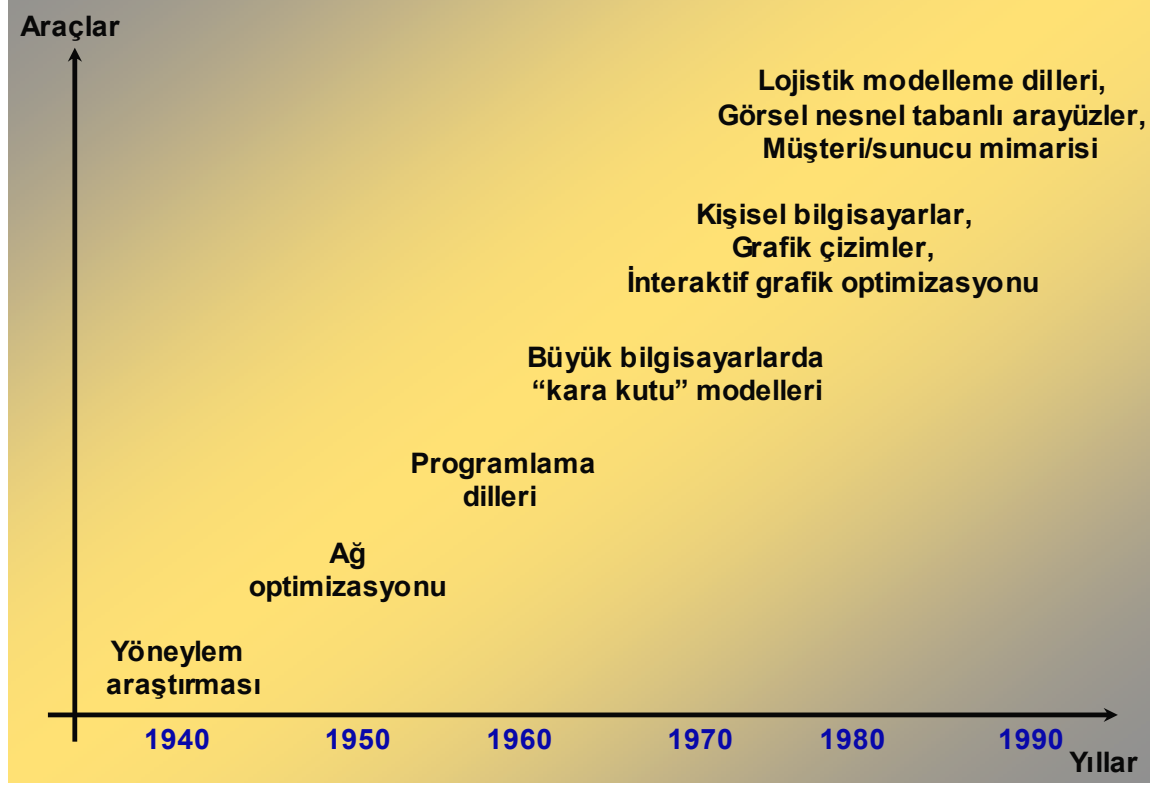 Araçlar
Lojistik modelleme dilleri,
Görsel nesnel tabanlı arayüzler,
Müşteri/sunucu mimarisi
Kişisel bilgisayarlar,
Grafik çizimler,
İnteraktif grafik optimizasyonu
Büyük bilgisayarlarda
“kara kutu” modelleri
Programlama
dilleri
Ağ
optimizasyonu
Yöneylem
araştırması
1940 1950 1960 1970 1980 1990
Yıllar